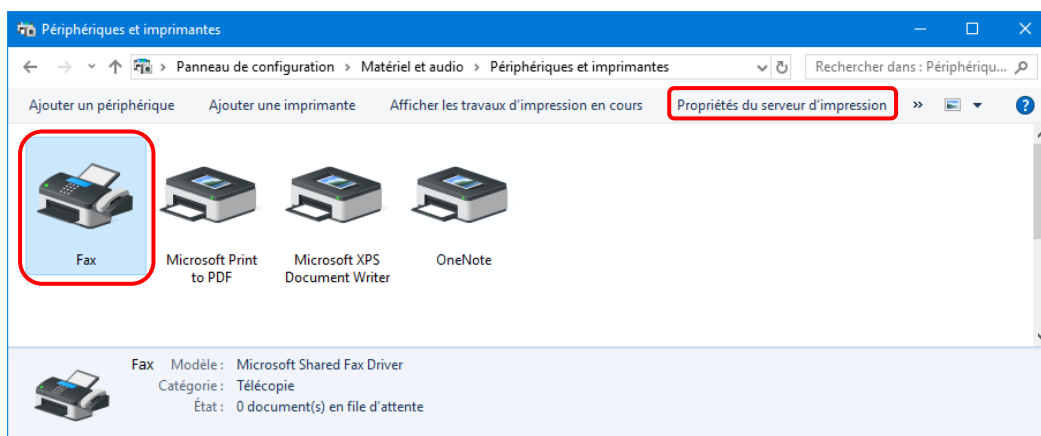 Périphériques et imprimantes
Panneau de configuration > Matériel et audio > Périphériques et imprimantes
Rechercher dans : Périphériqu...
Ajouter un périphérique Ajouter une imprimante Afficher les travaux d'impression en cours Propriétés du serveur d'impression »
Fax
Microsoft Print
to PDF
Microsoft XPS
Document Writer
OneNote
Fax Modèle : Microsoft Shared Fax Driver
Catégorie : Télécopie
État : 0 document(s) en file d'attente